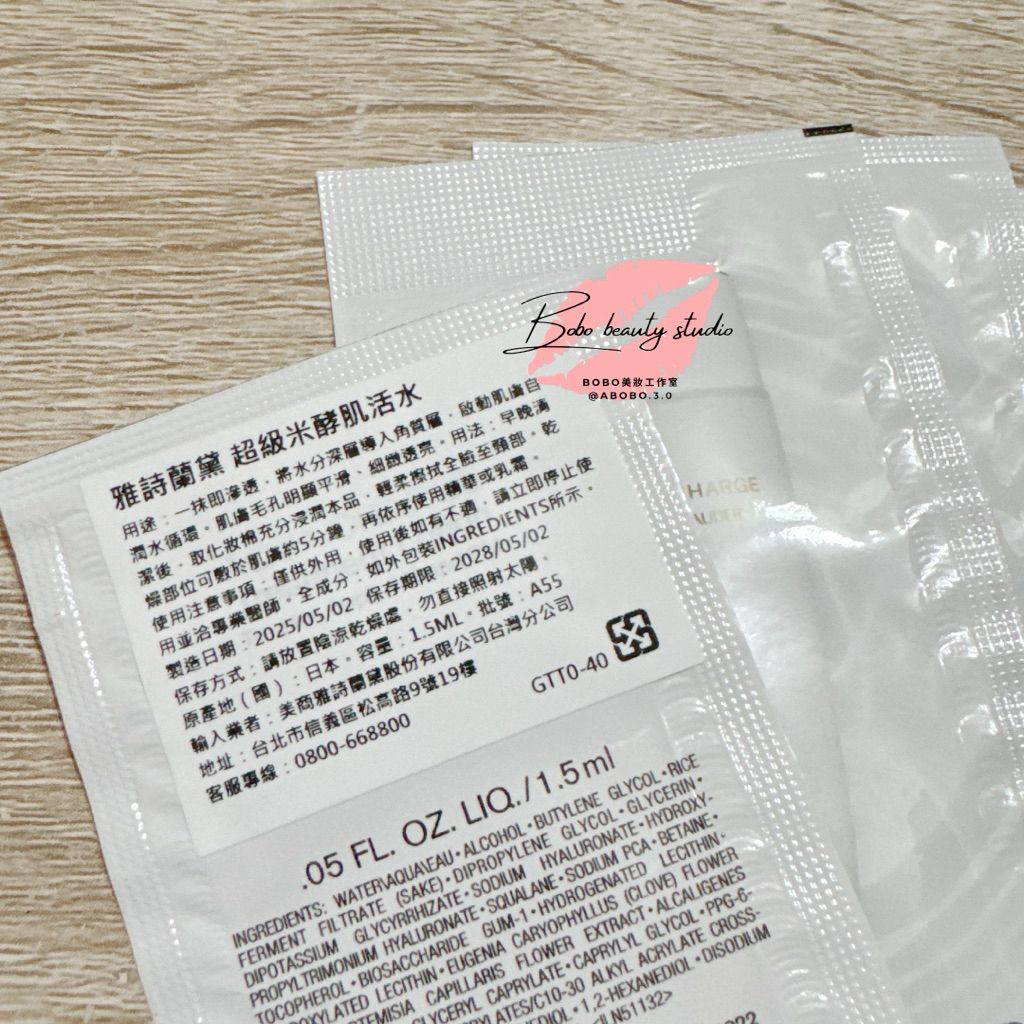 Bobo beauty studio
BOBO美妝工作室
@ABOBO.3.0
HARGE
雅詩蘭黛 超級米酵肌活水
用途：一抹即滲透，將水分深層導入角質層，啟動肌膚自
潤水循環。肌膚毛孔明顯平滑、細緻透亮。用法：早晚清
潔後，取化妝棉充分浸潤本品，輕柔擦拭全臉至頸部。乾
燥部位可敷於肌膚約5分鐘，再依序使用精華或乳霜。
使用注意事項：僅供外用，使用後如有不適，請立即停止使
用並洽專業醫師。全成分：如外包裝INGREDIENTS所示。
製造日期：2025/05/02 保存期限：2028/05/02
保存方式：請放置陰涼乾燥處，勿直接照射太陽。
原產地（國）：日本。容量：1.5ML。批號：A55
輸入業者：美商雅詩蘭黛股份有限公司台灣分公司
地址：台北市信義區松高路9號19樓
客服專線：0800-668800
GTT0-40
.05 FL. OZ. LIQ./1.5ml
INGREDIENTS: WATER\AQUA\EAU • ALCOHOL • BUTYLENE GLYCOL • RICE
FERMENT FILTRATE (SAKE) • DIPROPYLENE GLYCOL • GLYCERIN •
DIPOTASSIUM GLYCYRRHIZATE • SODIUM HYALURONATE • HYDROXY-
PROPYLTRIMONIUM HYALURONATE • SQUALANE • SODIUM PCA • BETAINE •
TOCOPHEROL • BIOSACCHARIDE GUM-1 • HYDROGENATED LECITHIN •
OXYLATED LECITHIN • EUGENIA CARYOPHYLLUS (CLOVE) FLOWER
TEMISIA CAPILLARIS FLOWER EXTRACT • ALCALIGENES
GLYCERYL CAPRYLATE • CAPRYLYL GLYCOL • PPG-6-
YLATES/C10-30 ALKYL ACRYLATE CROSS-
EDIOL • 1,2-HEXANEDIOL • DISODIUM
ILN51132>